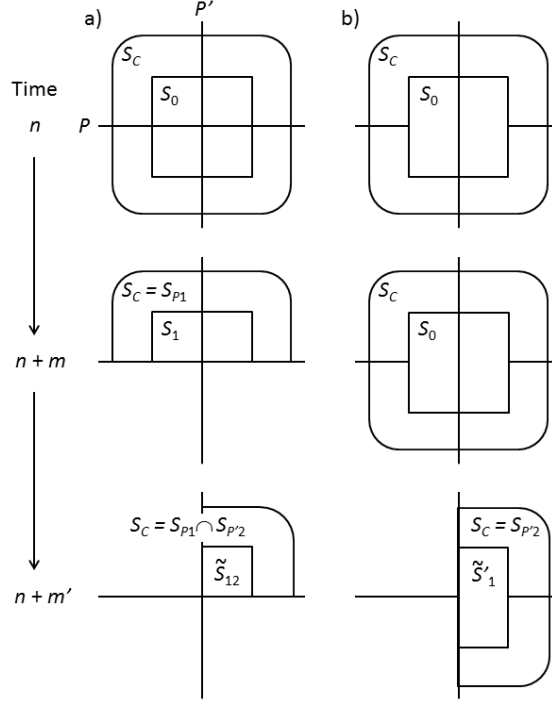 a) P′ b)
S_C S_C
Time S_0 S_0
n P
S_C = S_P1 S_C
S_1 S_0
n + m
S_C = S_P1 ∩ S_P′2 S_C = S_P′2
S̃_12 S̃′_1
n + m′